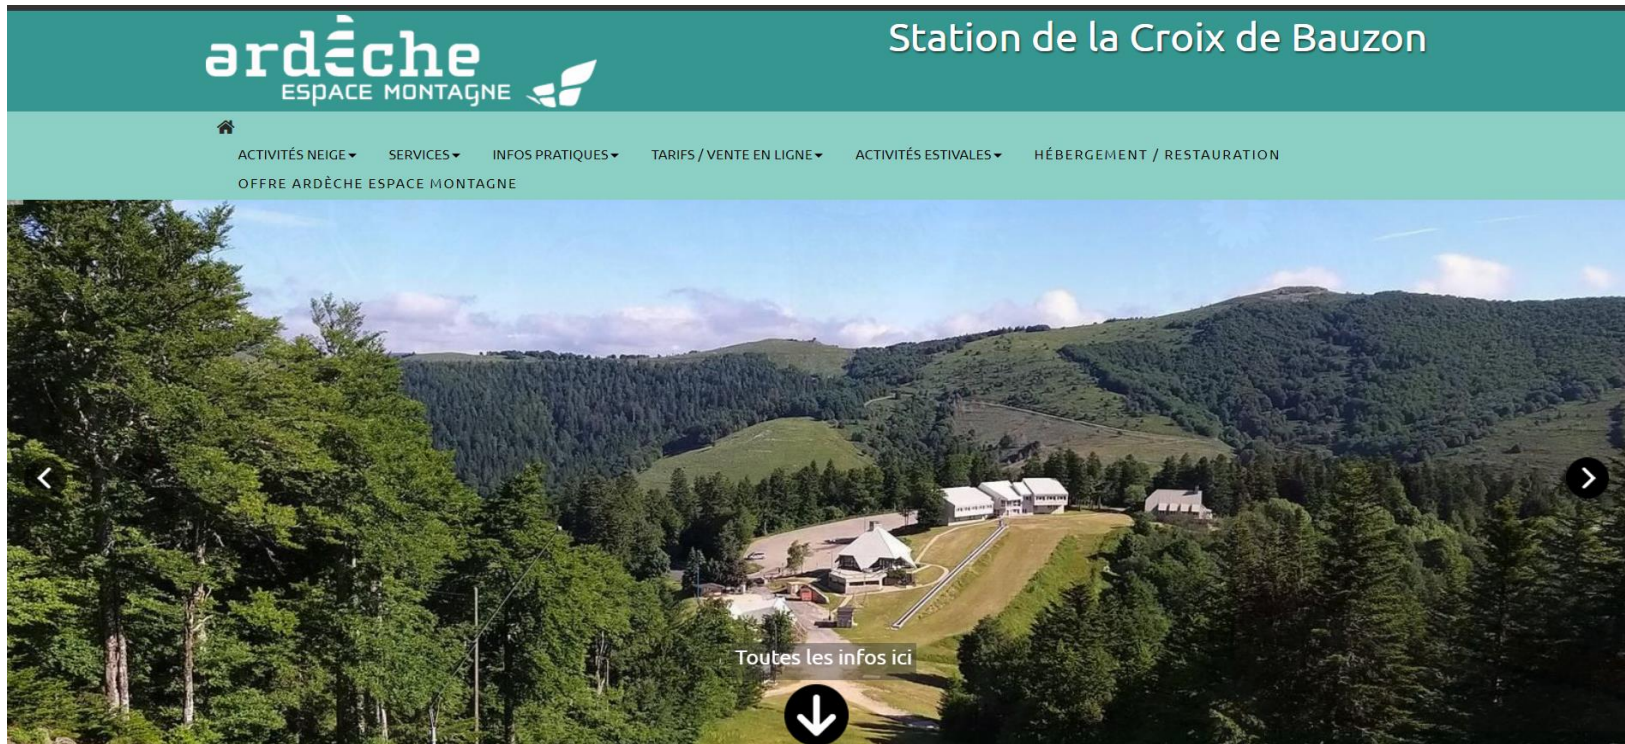 ardèche
ESPACE MONTAGNE
Station de la Croix de Bauzon
ACTIVITÉS NEIGE SERVICES INFOS PRATIQUES TARIFS / VENTE EN LIGNE ACTIVITÉS ESTIVALES HÉBERGEMENT / RESTAURATION
OFFRE ARDÈCHE ESPACE MONTAGNE
Toutes les infos ici